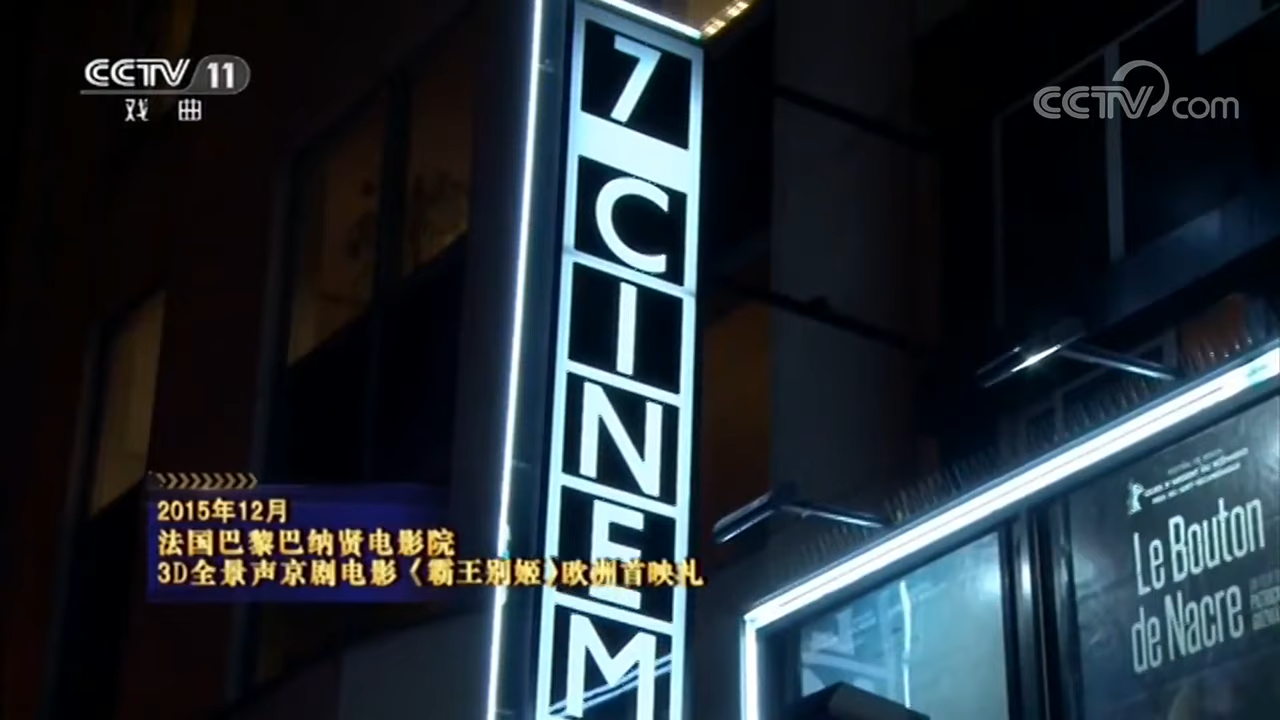 CCTV 11
戏曲
CCTV.com
7 CINEM
2015年12月
法国巴黎巴纳贤电影院
3D全景声京剧电影《霸王别姬》欧洲首映礼
Le Bouton
de Nacre